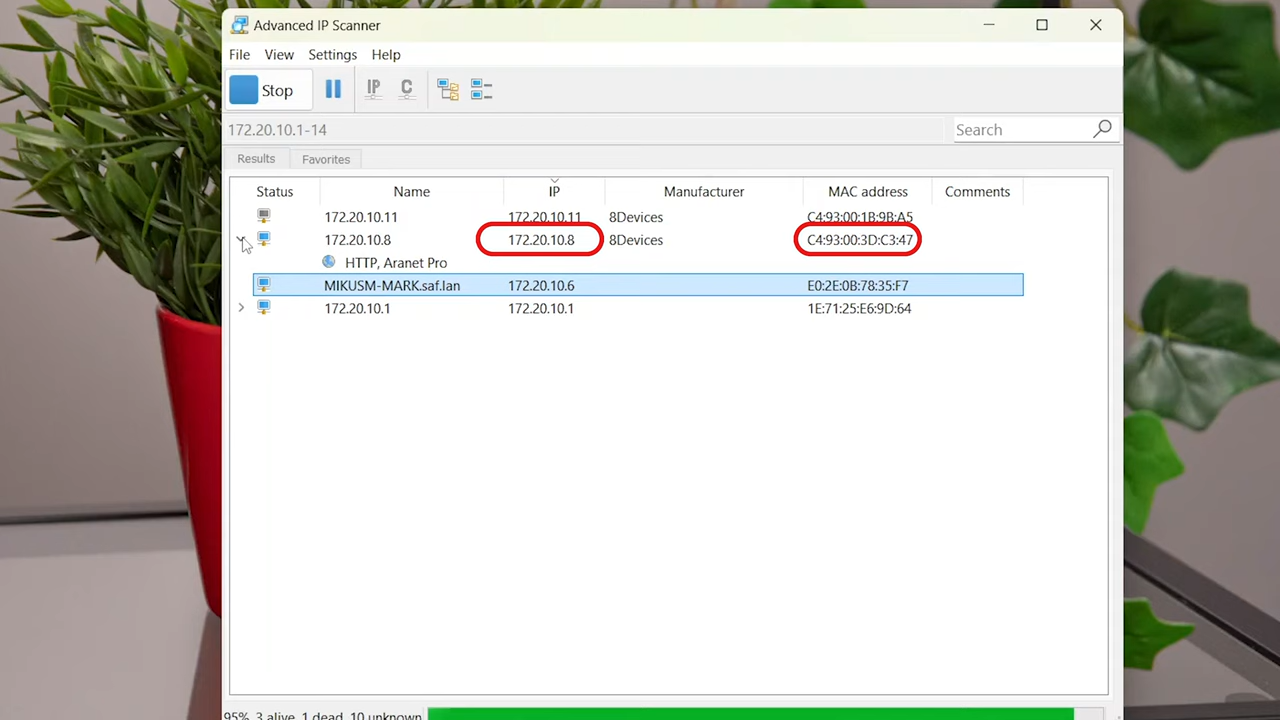 Advanced IP Scanner
File View Settings Help
Stop IP C
172.20.10.1-14 Search
Results Favorites
Status Name IP Manufacturer MAC address Comments
172.20.10.11 172.20.10.11 8Devices C4:93:00:1B:9B:A5
172.20.10.8 172.20.10.8 8Devices C4:93:00:3D:C3:47
HTTP, Aranet Pro
MIKUSM-MARK.saf.lan 172.20.10.6 E0:2E:0B:78:35:F7
172.20.10.1 172.20.10.1 1E:71:25:E6:9D:64
95%, 3 alive, 1 dead, 10 unknown